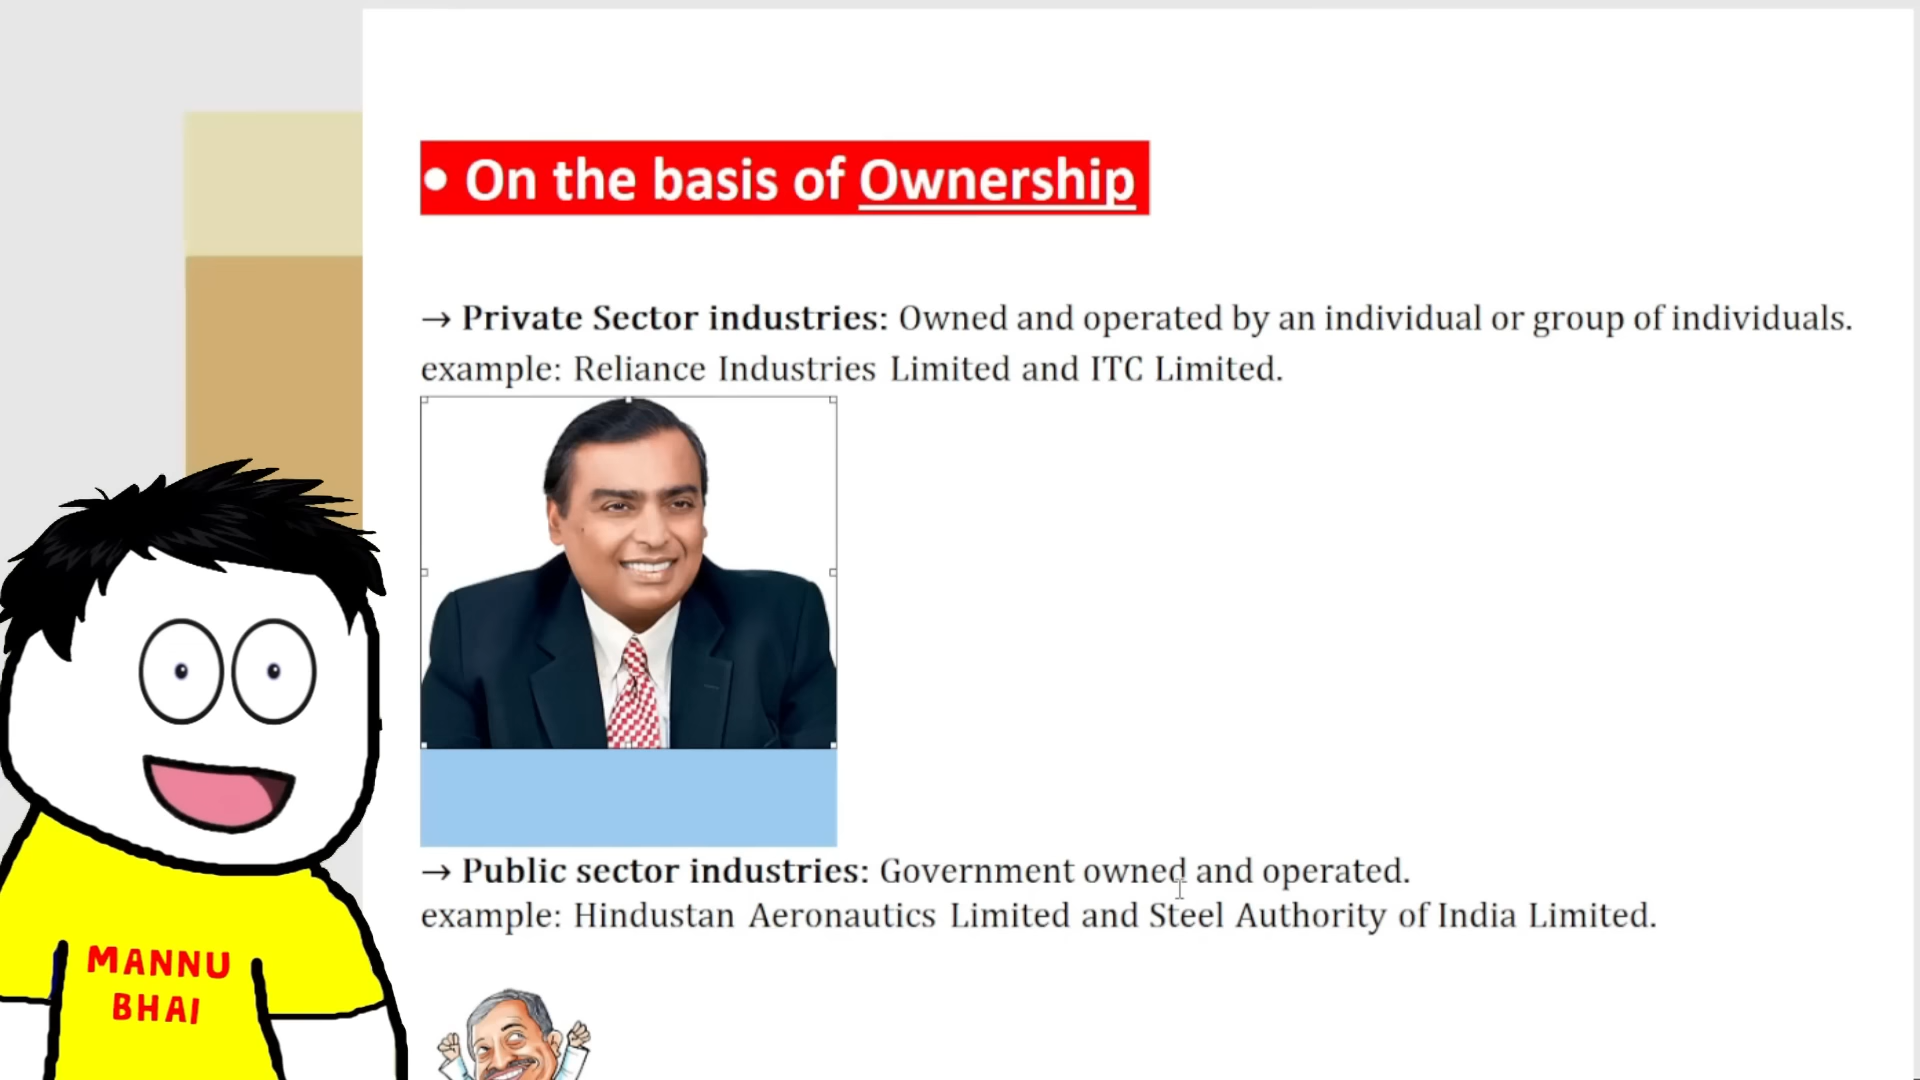 • On the basis of Ownership
→ Private Sector industries: Owned and operated by an individual or group of individuals.
example: Reliance Industries Limited and ITC Limited.
→ Public sector industries: Government owned and operated.
example: Hindustan Aeronautics Limited and Steel Authority of India Limited.
MANNU
BHAI